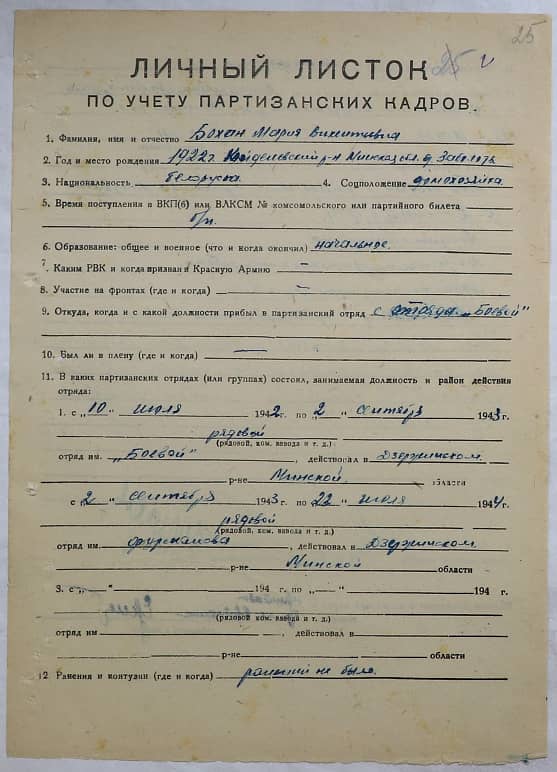 25
25
ЛИЧНЫЙ ЛИСТОК
ПО УЧЕТУ ПАРТИЗАНСКИХ КАДРОВ.
1. Фамилия, имя и отчество Бохан Мария
2. Год и место рождения 1922 г. р-н Минской обл. д.
3. Национальность белоруска 4. Соцположение домохозяйка
5. Время поступления в ВКП(б) или ВЛКСМ № комсомольского или партийного билета
б/п.
6. Образование: общее и военное (что и когда окончил) начальное.
7. Каким РВК и когда призван в Красную Армию —
8. Участие на фронтах (где и когда) —
9. Откуда, когда и с какой должности прибыл в партизанский отряд с отряда „Боевой"
10. Был ли в плену (где и когда) —
11. В каких партизанских отрядах (или группах) состоял, занимаемая должность и район действия
отряда:
1. с „10" июля 1942 г. по „2" сентября 1943 г.
рядовой
(рядовой, ком. взвода и т. д.)
отряд им. „Боевой", действовал в Дзержинском
р-не Минской области
с „2" сентября 1943 г. по „22" июля 1944 г.
рядовой
(рядовой, ком. взвода и т. д.)
отряд им. Фурманова, действовал в Дзержинском
р-не Минской области
3. с „—" 194 г. по „—" 194 г.
(рядовой, ком. взвода и т. д.)
отряд им , действовал в
р-не области
12. Ранения и контузии (где и когда) ранений не было.